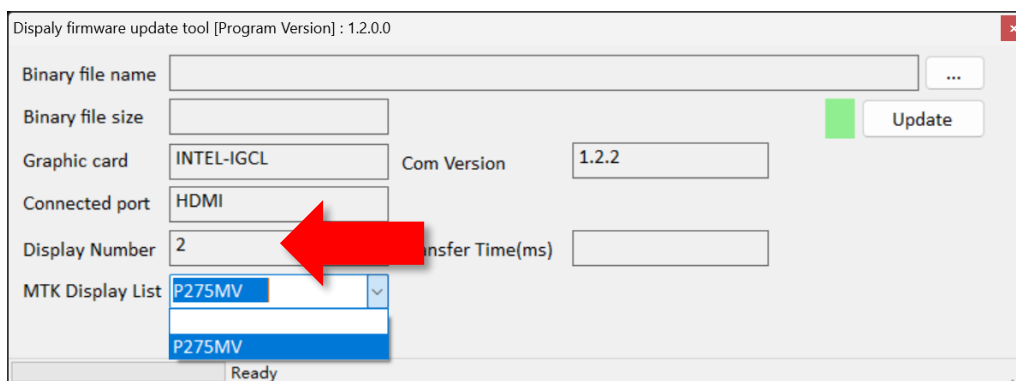 Dispaly firmware update tool [Program Version] : 1.2.0.0
Binary file name ...
Binary file size Update
Graphic card INTEL-IGCL Com Version 1.2.2
Connected port HDMI
Display Number 2 Time(ms)
MTK Display List P275MV
P275MV
Ready